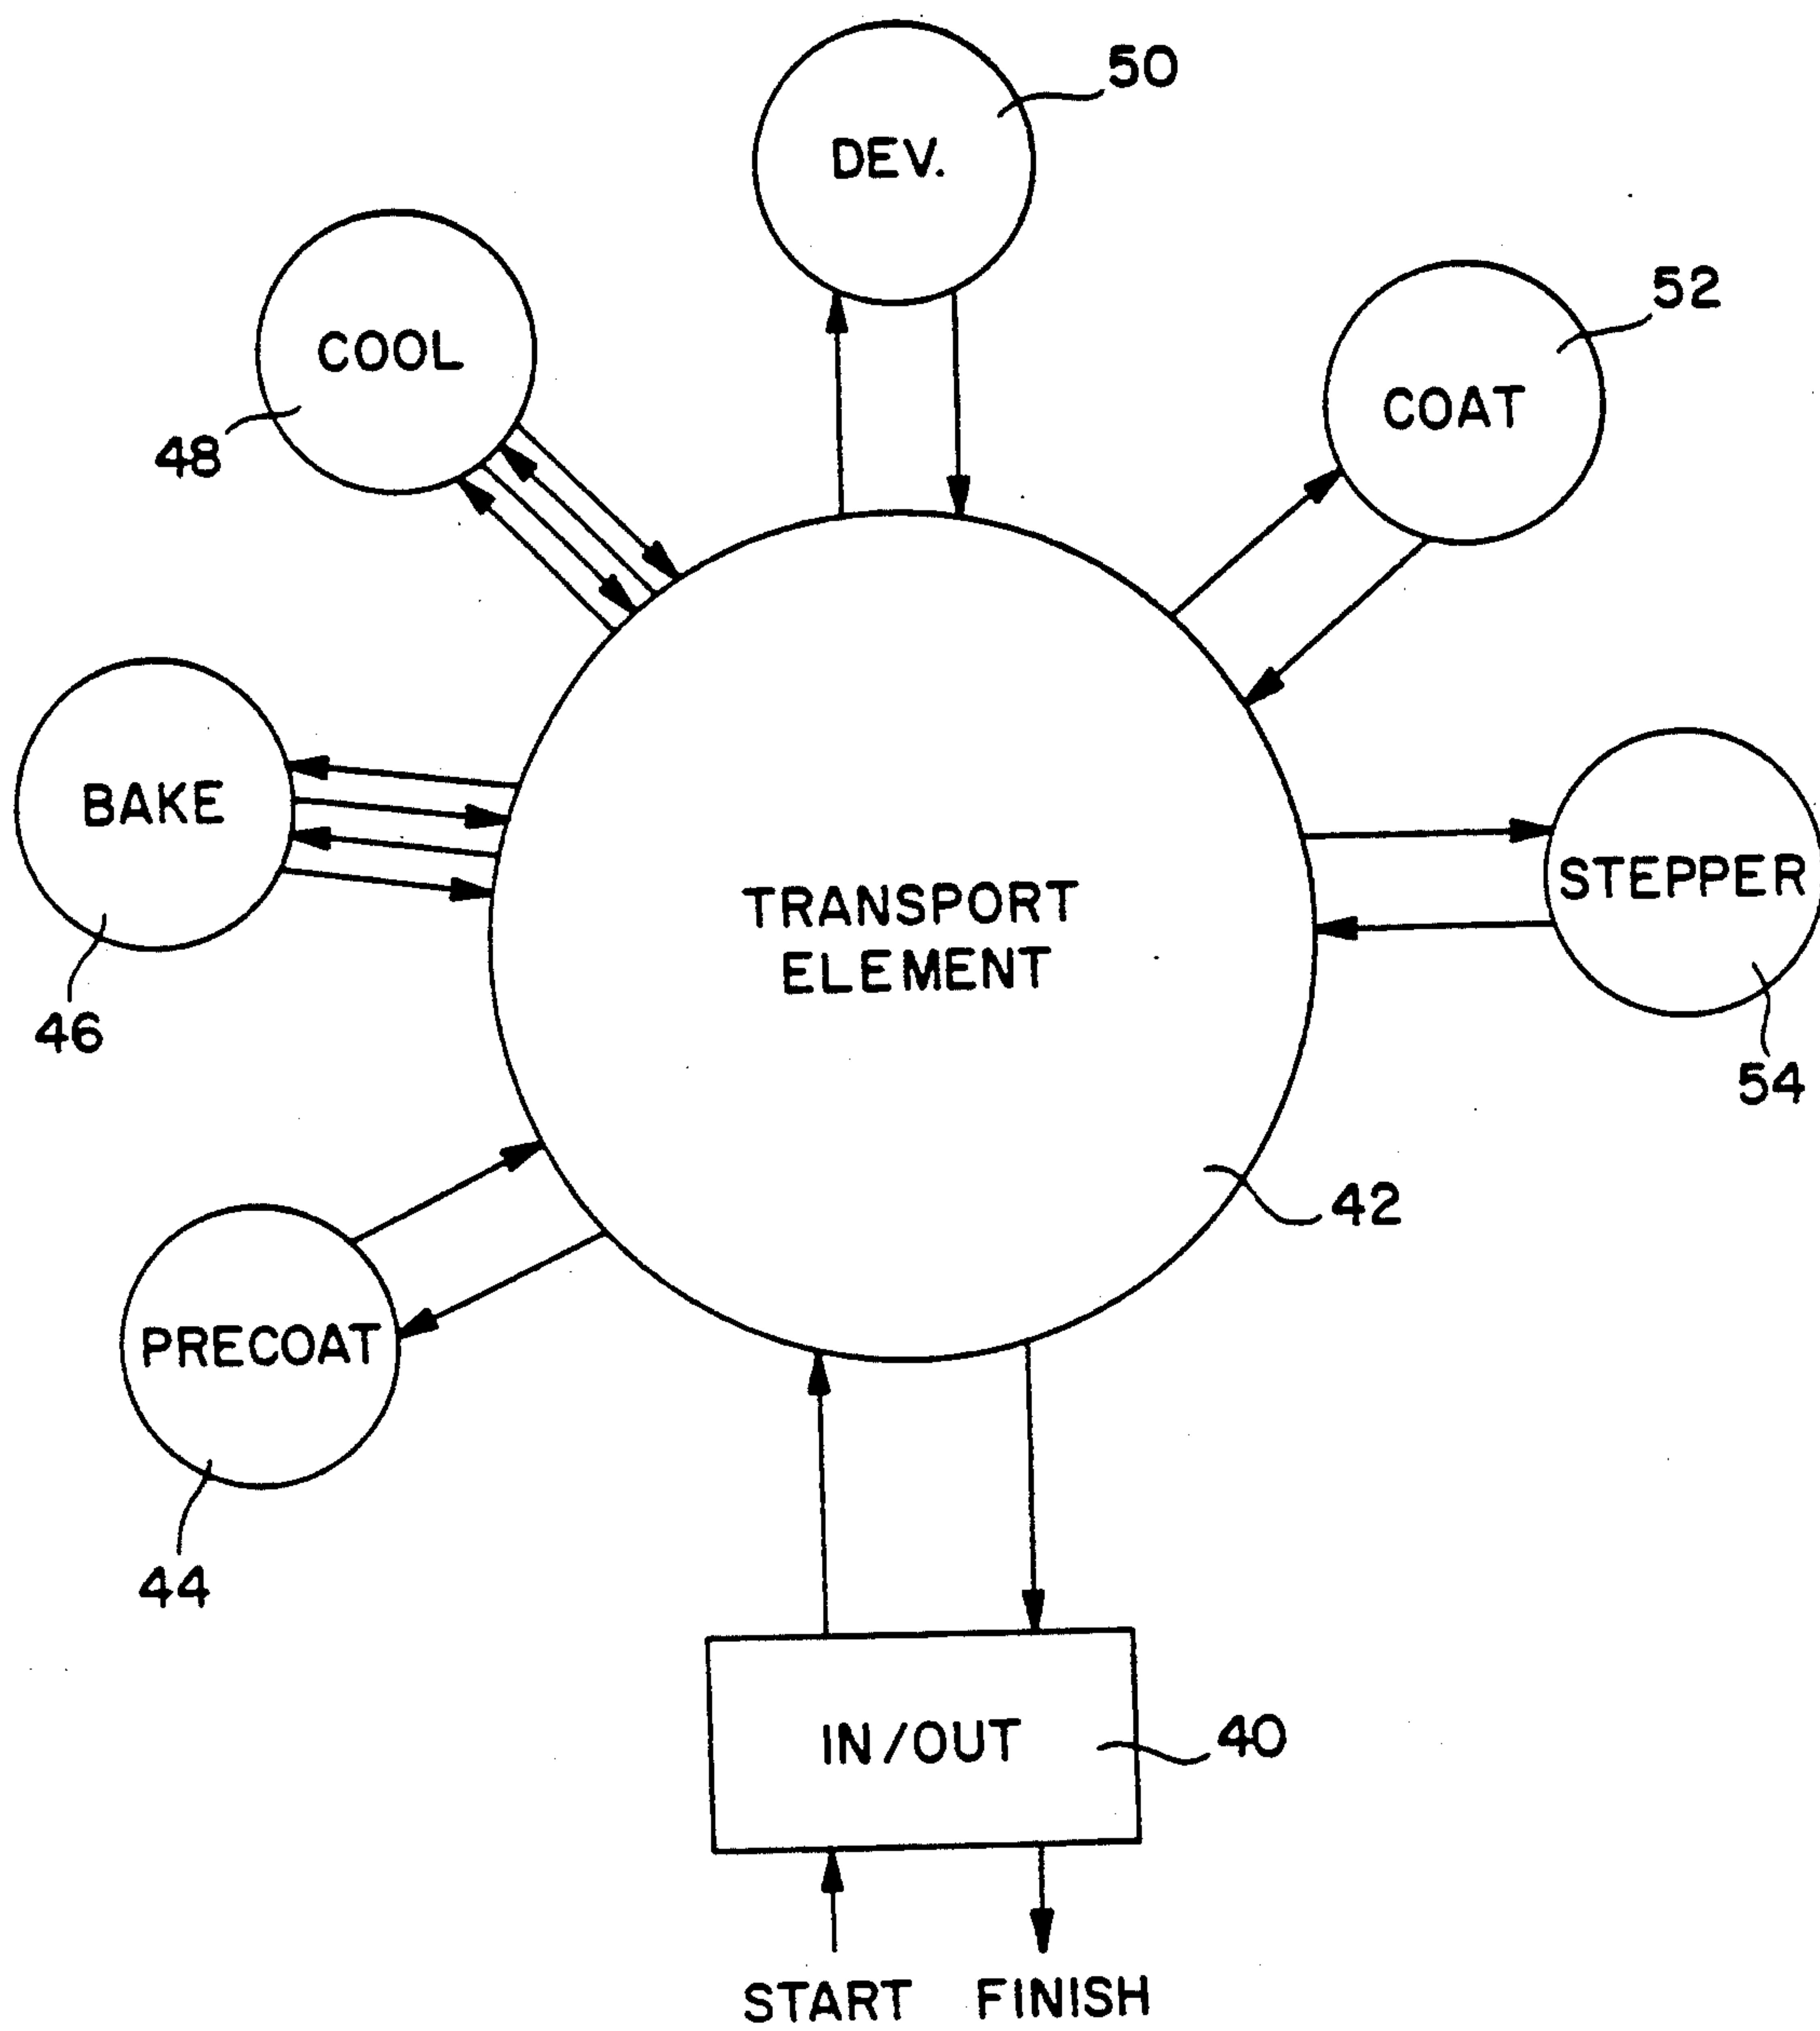 50
DEV.
52
COOL
COAT
48
BAKE
STEPPER
TRANSPORT
ELEMENT
46
54
42
PRECOAT
44
IN/OUT
40
START FINISH